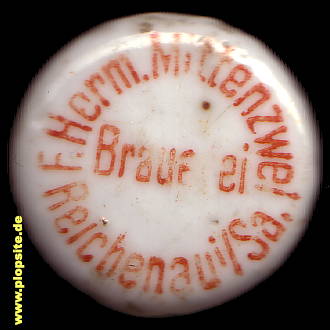 F. Herm. Mittenzwei
Brauerei
Reichenau i/Sa.
www.plopsite.de